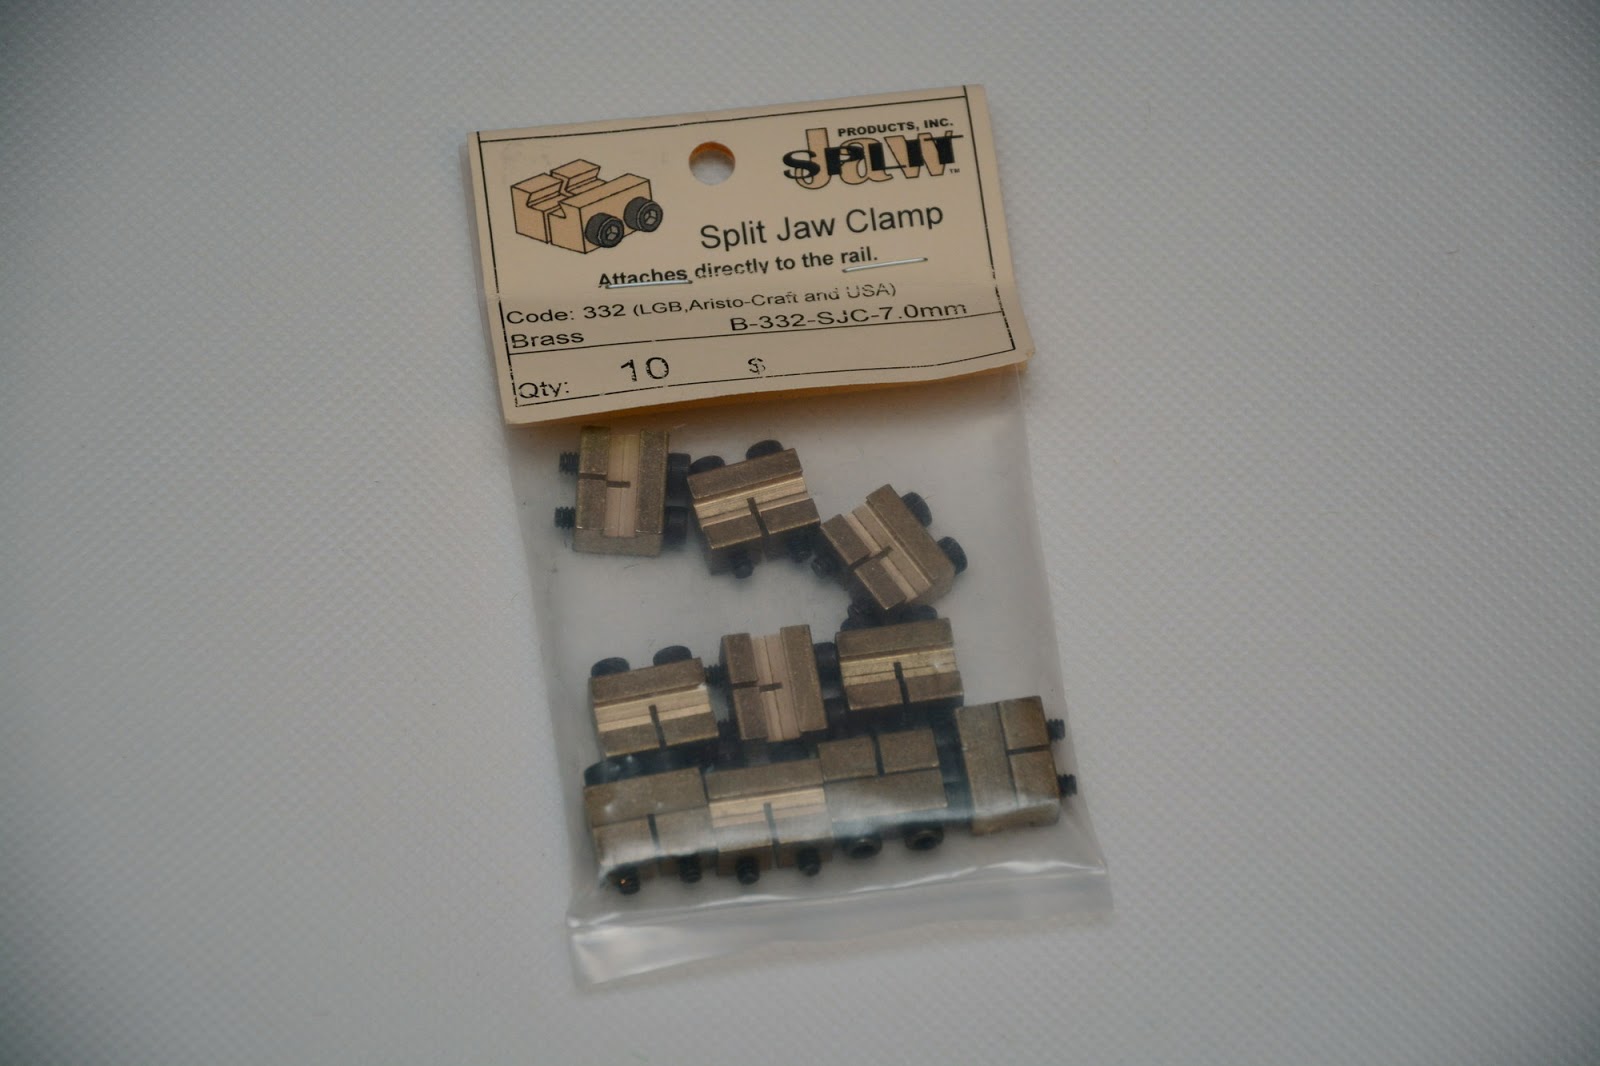 PRODUCTS, INC.
SPLIT
Jaw™
Split Jaw Clamp
Attaches directly to the rail.
Code: 332 (LGB,Aristo-Craft and USA)
Brass B-332-SJC-7.0mm
Qty: 10 $